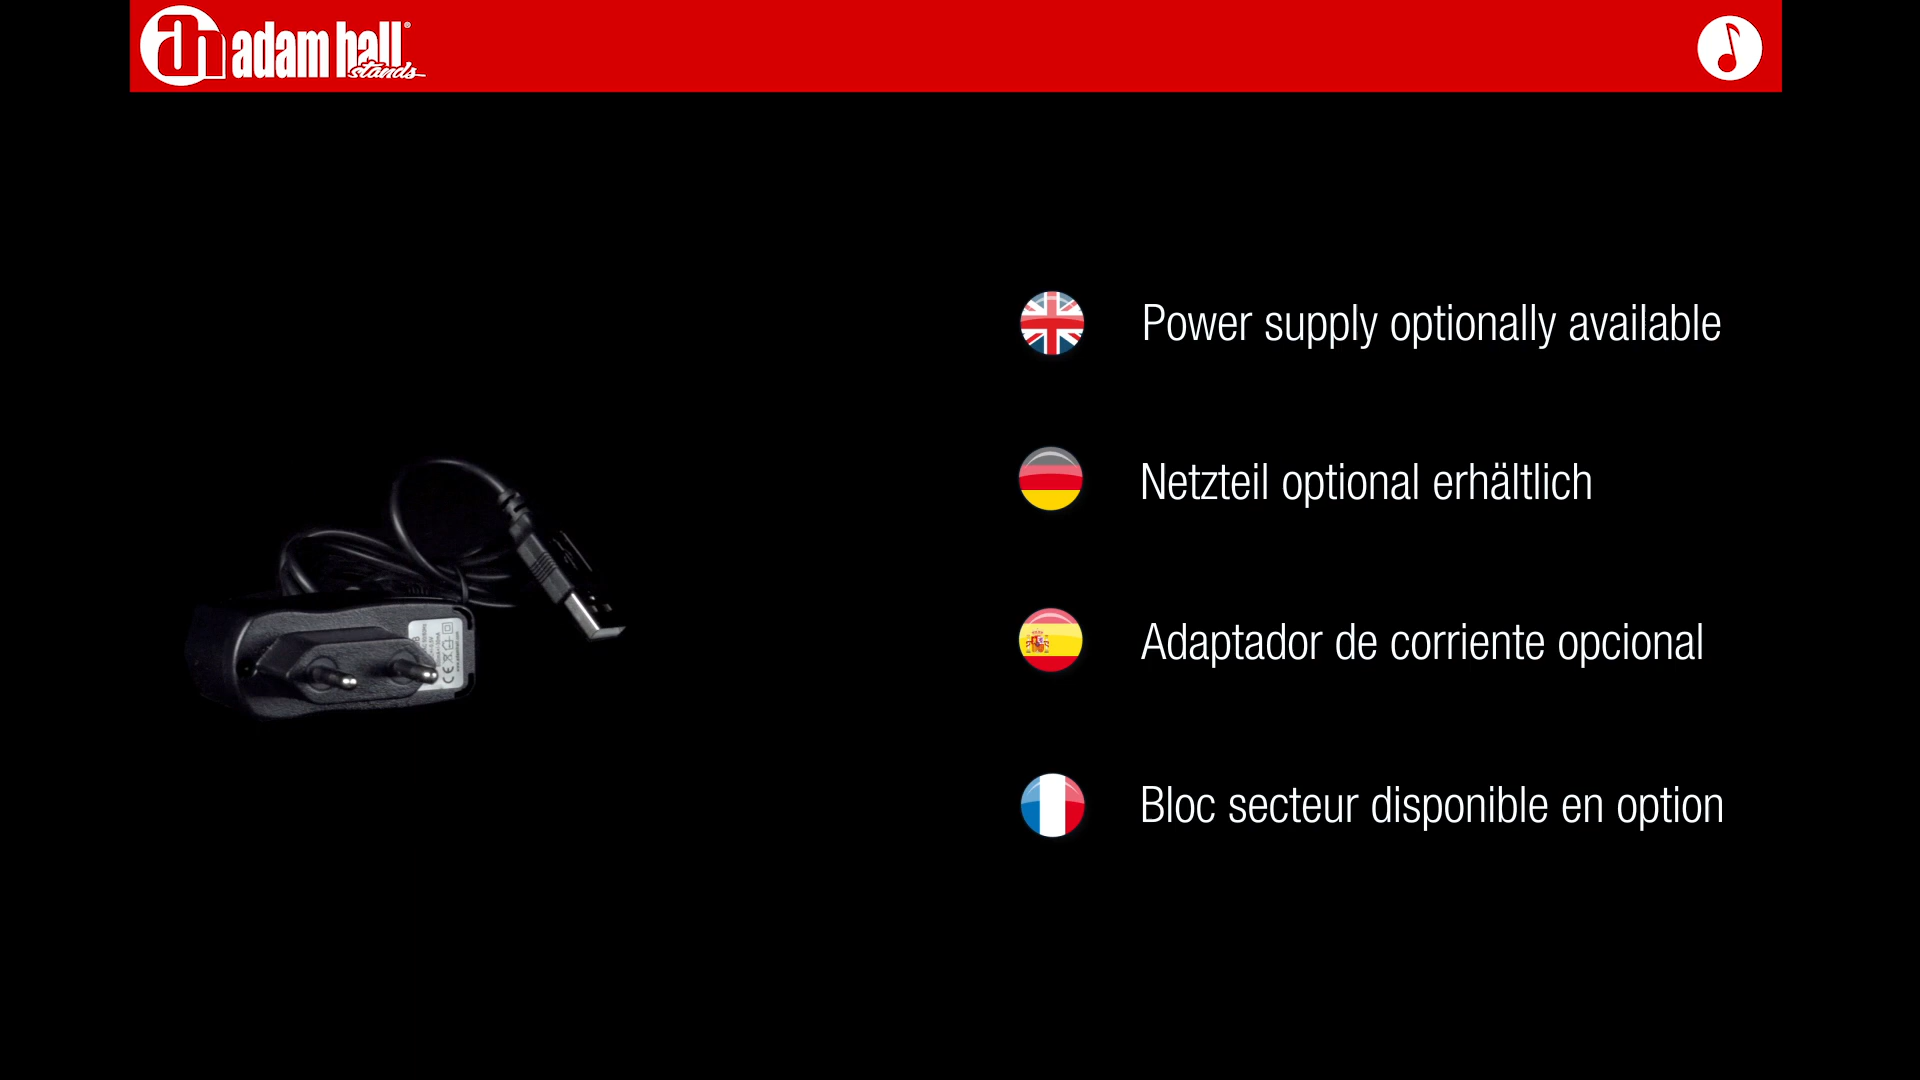 adam hall®
stands
Power supply optionally available
Netzteil optional erhältlich
Adaptador de corriente opcional
Bloc secteur disponible en option